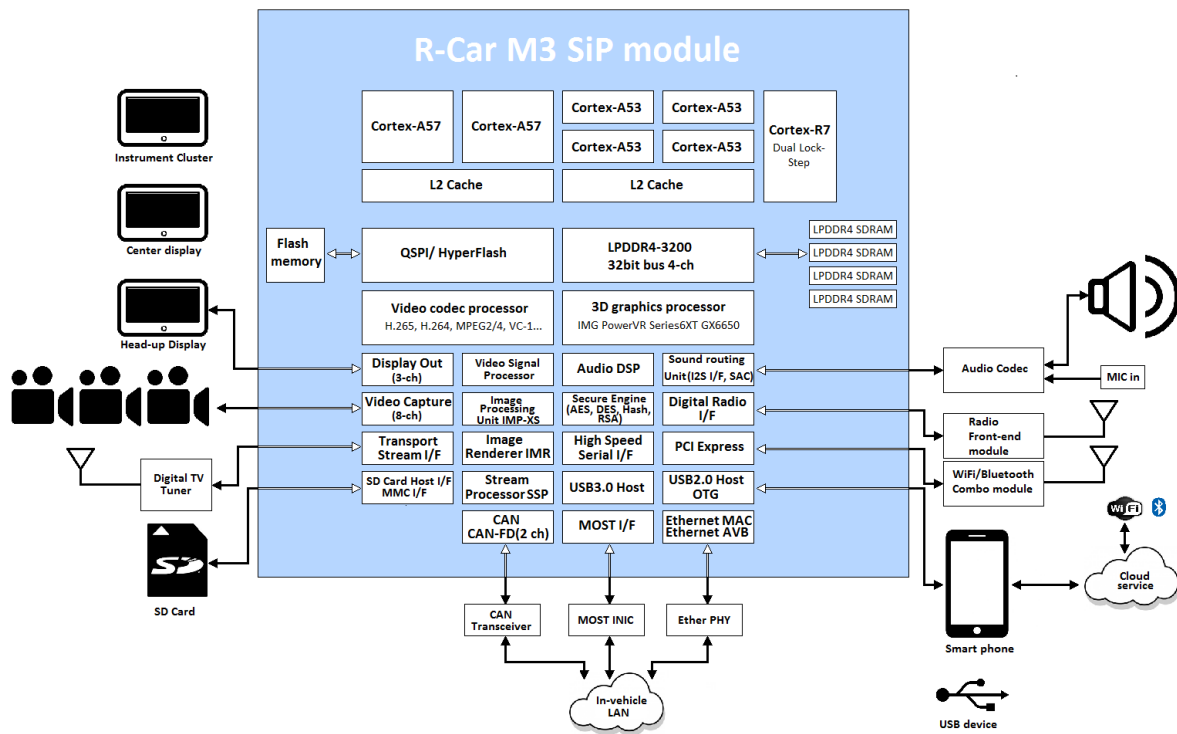 R-Car M3 SiP module
Cortex-A57
Cortex-A57
Cortex-A53
Cortex-A53
Cortex-A53
Cortex-A53
Cortex-R7
Dual Lock-
Step
L2 Cache
L2 Cache
Instrument Cluster
Center display
Head-up Display
Flash
memory
QSPI/ HyperFlash
LPDDR4-3200
32bit bus 4-ch
LPDDR4 SDRAM
LPDDR4 SDRAM
LPDDR4 SDRAM
LPDDR4 SDRAM
Video codec processor
H.265, H.264, MPEG2/4, VC-1...
3D graphics processor
IMG PowerVR Series6XT GX6650
Display Out
(3-ch)
Video Signal
Processor
Audio DSP
Sound routing
Unit(I2S I/F, SAC)
Audio Codec
MIC in
Video Capture
(8-ch)
Image
Processing
Unit IMP-XS
Secure Engine
(AES, DES, Hash,
RSA)
Digital Radio
I/F
Radio
Front-end
module
Transport
Stream I/F
Image
Renderer IMR
High Speed
Serial I/F
PCI Express
WiFi/Bluetooth
Combo module
Digital TV
Tuner
SD Card Host I/F
MMC I/F
Stream
Processor SSP
USB3.0 Host
USB2.0 Host
OTG
CAN
CAN-FD(2 ch)
MOST I/F
Ethernet MAC
Ethernet AVB
SD
SD Card
WiFi
Cloud
service
CAN
Transceiver
MOST INIC
Ether PHY
In-vehicle
LAN
Smart phone
USB device